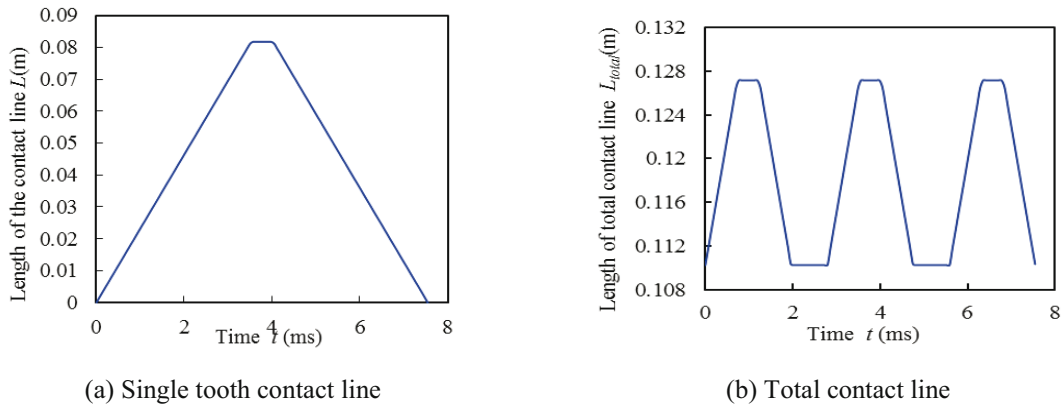 0.09
0.08
0.07
0.06
0.05
0.04
0.03
0.02
0.01
0
Length of the contact line L(m)
0 2 4 6 8
Time t (ms)
(a) Single tooth contact line
0.132
0.128
0.124
0.12
0.116
0.112
0.108
Length of total contact line Ltotal(m)
0 2 4 6 8
Time t (ms)
(b) Total contact line